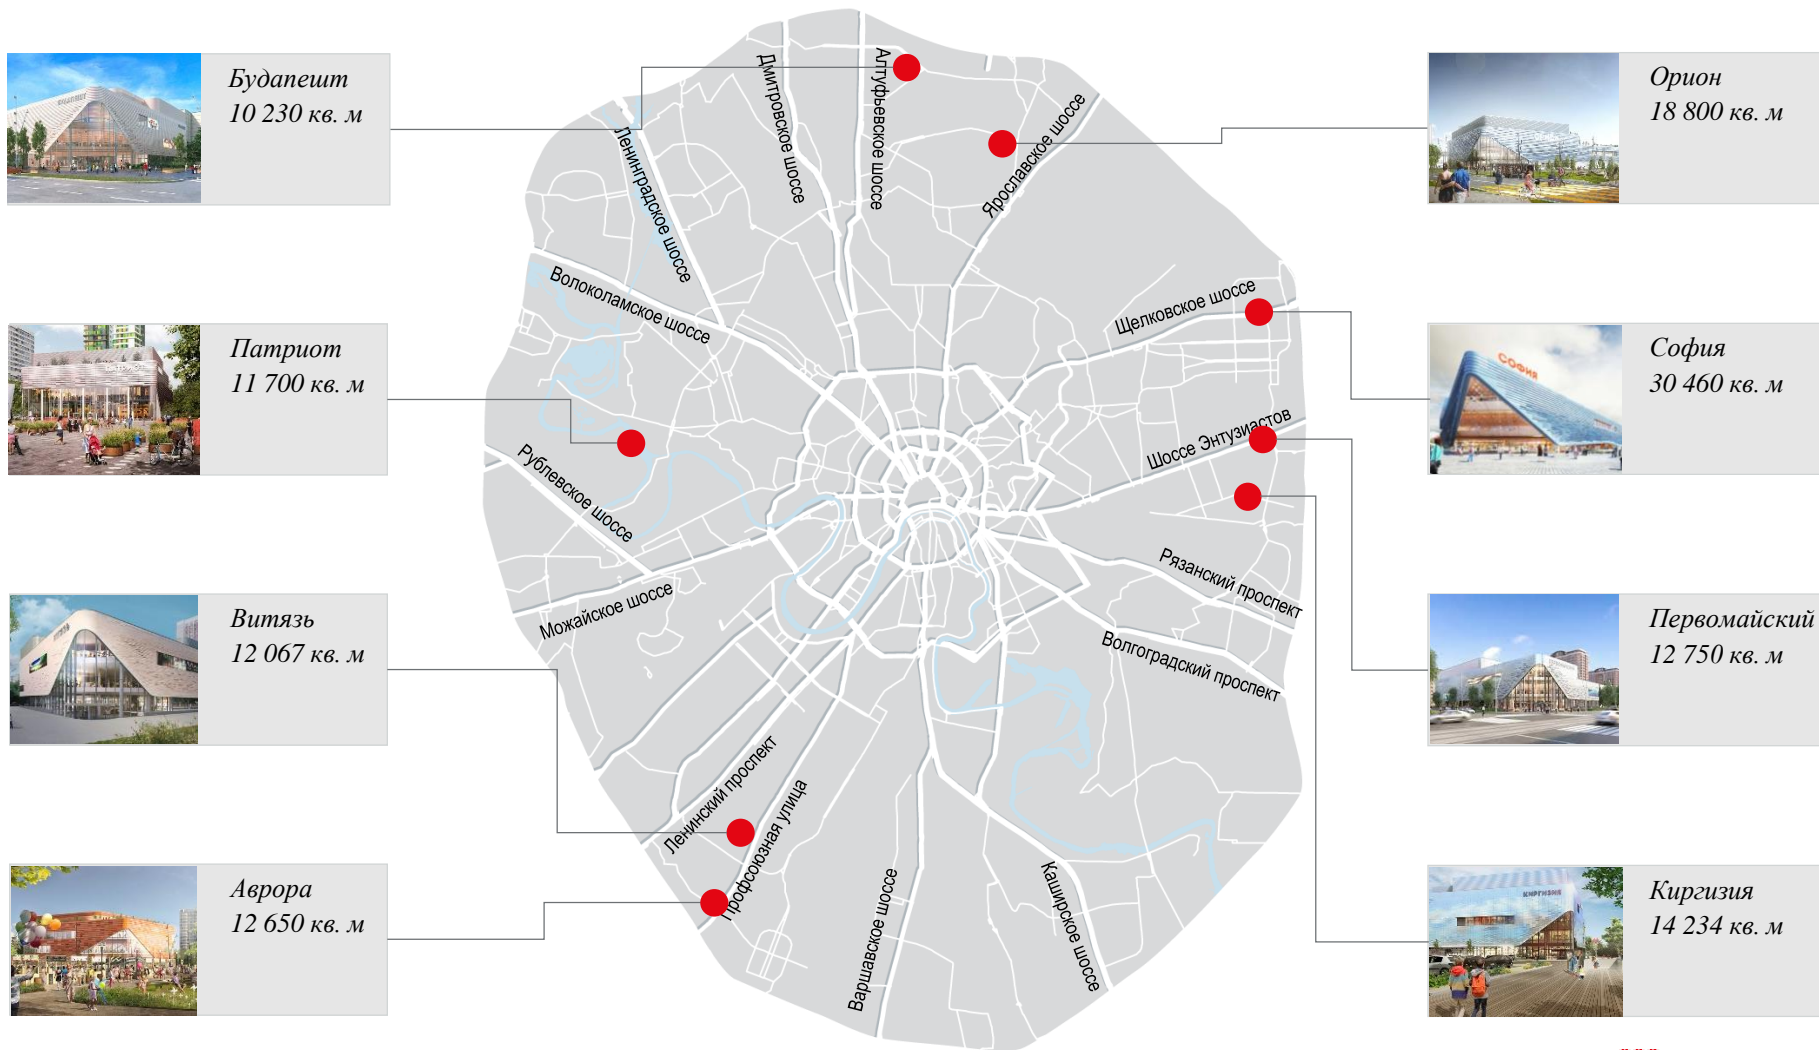 Будапешт
10 230 кв. м
Патриот
11 700 кв. м
Витязь
12 067 кв. м
Аврора
12 650 кв. м
Дмитровское шоссе
Алтуфьевское шоссе
Ярославское шоссе
Ленинградское шоссе
Волоколамское шоссе
Щелковское шоссе
Шоссе Энтузиастов
Рублевское шоссе
Можайское шоссе
Рязанский проспект
Волгоградский проспект
Ленинский проспект
Профсоюзная улица
Варшавское шоссе
Каширское шоссе
Орион
18 800 кв. м
СОФИЯ
София
30 460 кв. м
Первомайский
12 750 кв. м
КИРГИЗИЯ
Киргизия
14 234 кв. м